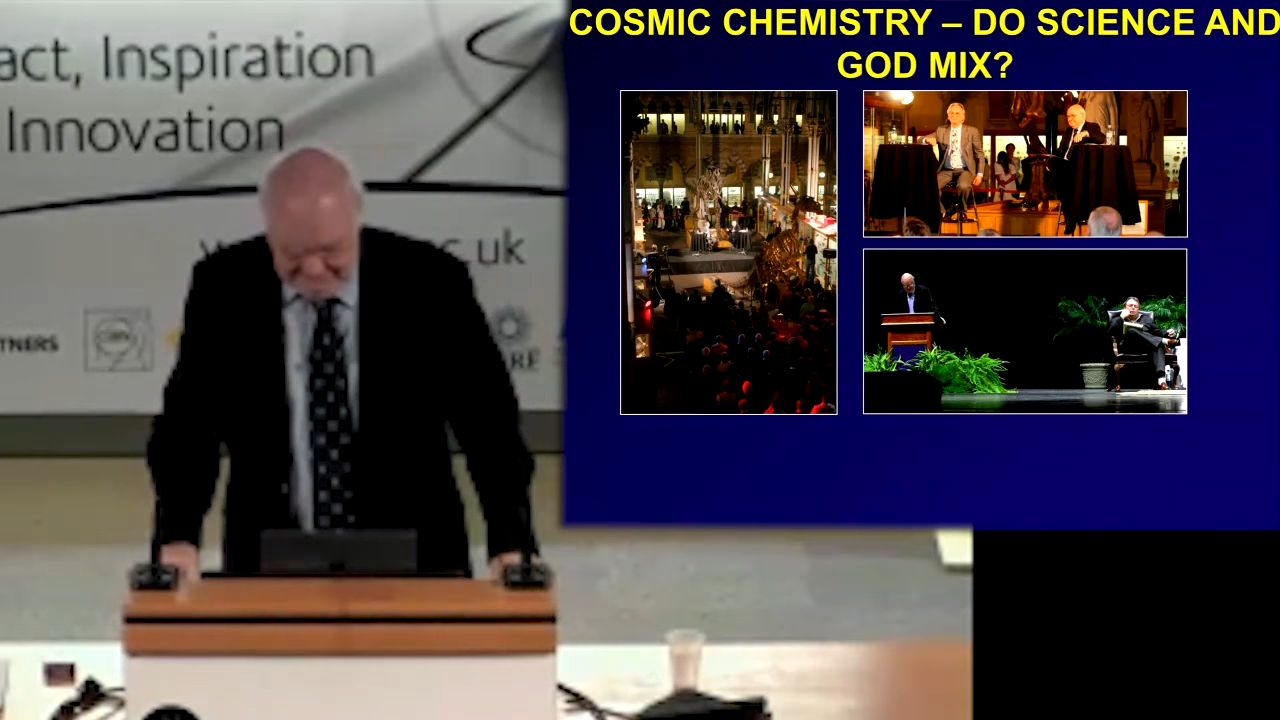 act, Inspiration
Innovation
c.uk
TNERS
COSMIC CHEMISTRY – DO SCIENCE AND
GOD MIX?